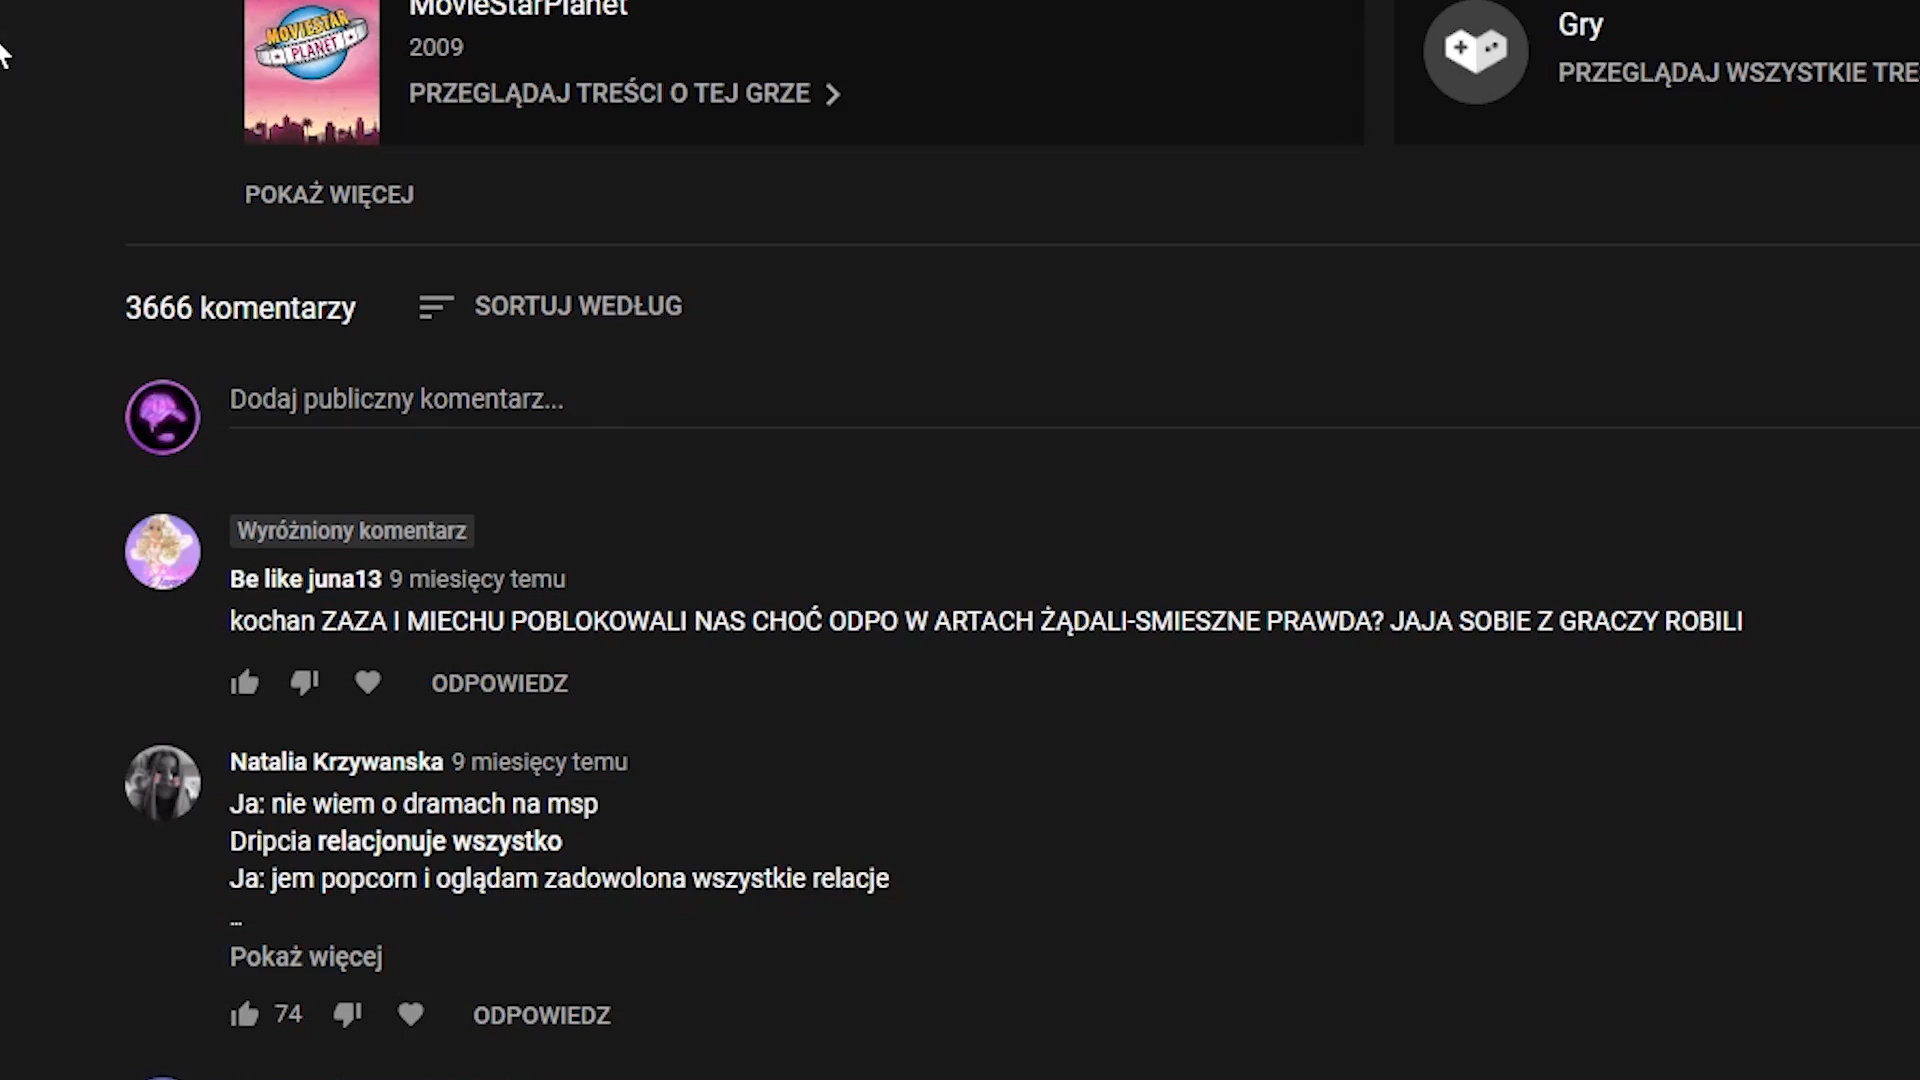 MovieStarPlanet
MOVIESTAR
PLANET
2009
PRZEGLĄDAJ TREŚCI O TEJ GRZE
Gry
PRZEGLĄDAJ WSZYSTKIE TRE
POKAŻ WIĘCEJ
3666 komentarzy
SORTUJ WEDŁUG
Dodaj publiczny komentarz...
Wyróżniony komentarz
Be like juna13 9 miesięcy temu
kochan ZAZA I MIECHU POBLOKOWALI NAS CHOĆ ODPO W ARTACH ŻĄDALI-SMIESZNE PRAWDA? JAJA SOBIE Z GRACZY ROBILI
ODPOWIEDZ
Natalia Krzywanska 9 miesięcy temu
Ja: nie wiem o dramach na msp
Dripcia relacjonuje wszystko
Ja: jem popcorn i oglądam zadowolona wszystkie relacje
...
Pokaż więcej
74
ODPOWIEDZ